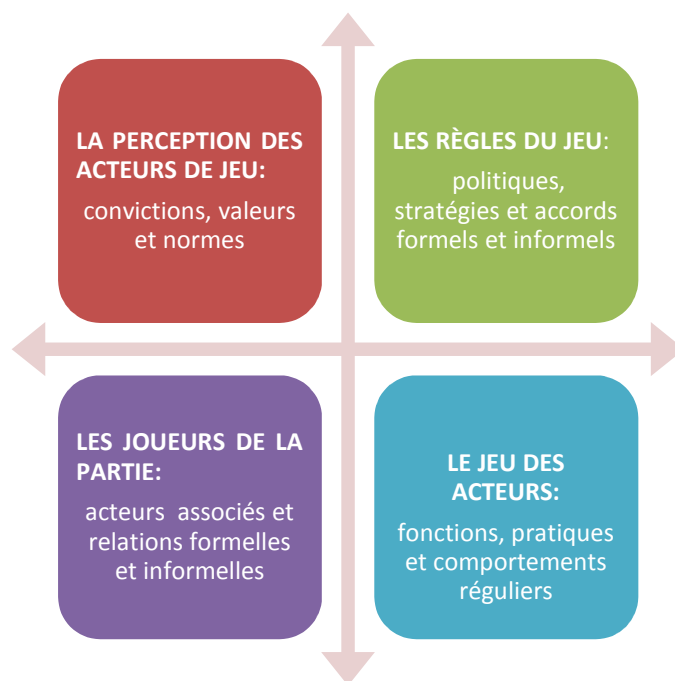 LA PERCEPTION DES
ACTEURS DE JEU:
convictions, valeurs
et normes
LES RÈGLES DU JEU:
politiques,
stratégies et accords
formels et informels
LES JOUEURS DE LA
PARTIE:
acteurs associés et
relations formelles
et informelles
LE JEU DES
ACTEURS:
fonctions, pratiques
et comportements
réguliers